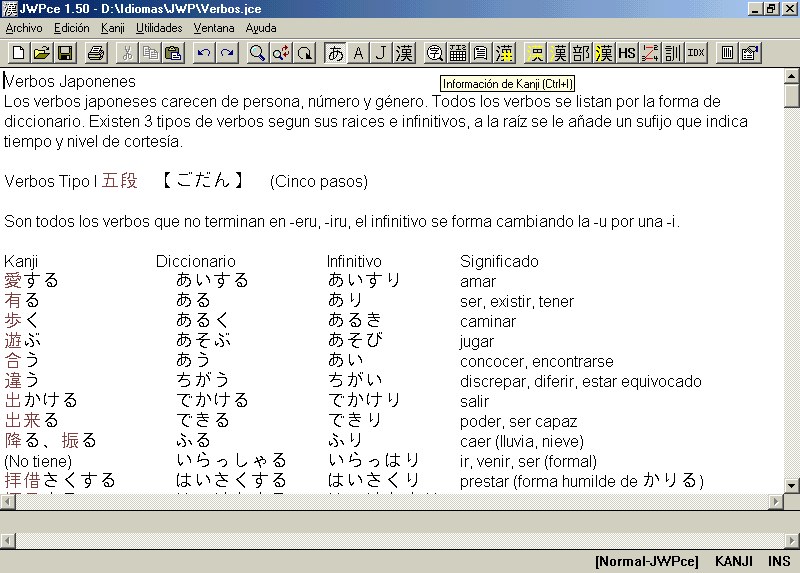 JWPce 1.50 - D:\Idiomas\JWP\Verbos.jce
Archivo Edición Kanji Utilidades Ventana Ayuda
あ A J 漢 漢 漢 部 漢 HS 訓 IDX
Información de Kanji (Ctrl+I)
Verbos Japonenes
Los verbos japoneses carecen de persona, número y género. Todos los verbos se listan por la forma de
diccionario. Existen 3 tipos de verbos segun sus raices e infinitivos, a la raíz se le añade un sufijo que indica
tiempo y nivel de cortesía.
Verbos Tipo I 五段 【ごだん】 (Cinco pasos)
Son todos los verbos que no terminan en -eru, -iru, el infinitivo se forma cambiando la -u por una -i.
Kanji Diccionario Infinitivo Significado
愛する あいする あいすり amar
有る ある あり ser, existir, tener
歩く あるく あるき caminar
遊ぶ あそぶ あそび jugar
合う あう あい concocer, encontrarse
違う ちがう ちがい discrepar, diferir, estar equivocado
出かける でかける でかけり salir
出来る できる できり poder, ser capaz
降る、振る ふる ふり caer (lluvia, nieve)
(No tiene) いらっしゃる いらっはり ir, venir, ser (formal)
拝借さくする はいさくする はいさくり prestar (forma humilde de かりる)
[Normal-JWPce] KANJI INS